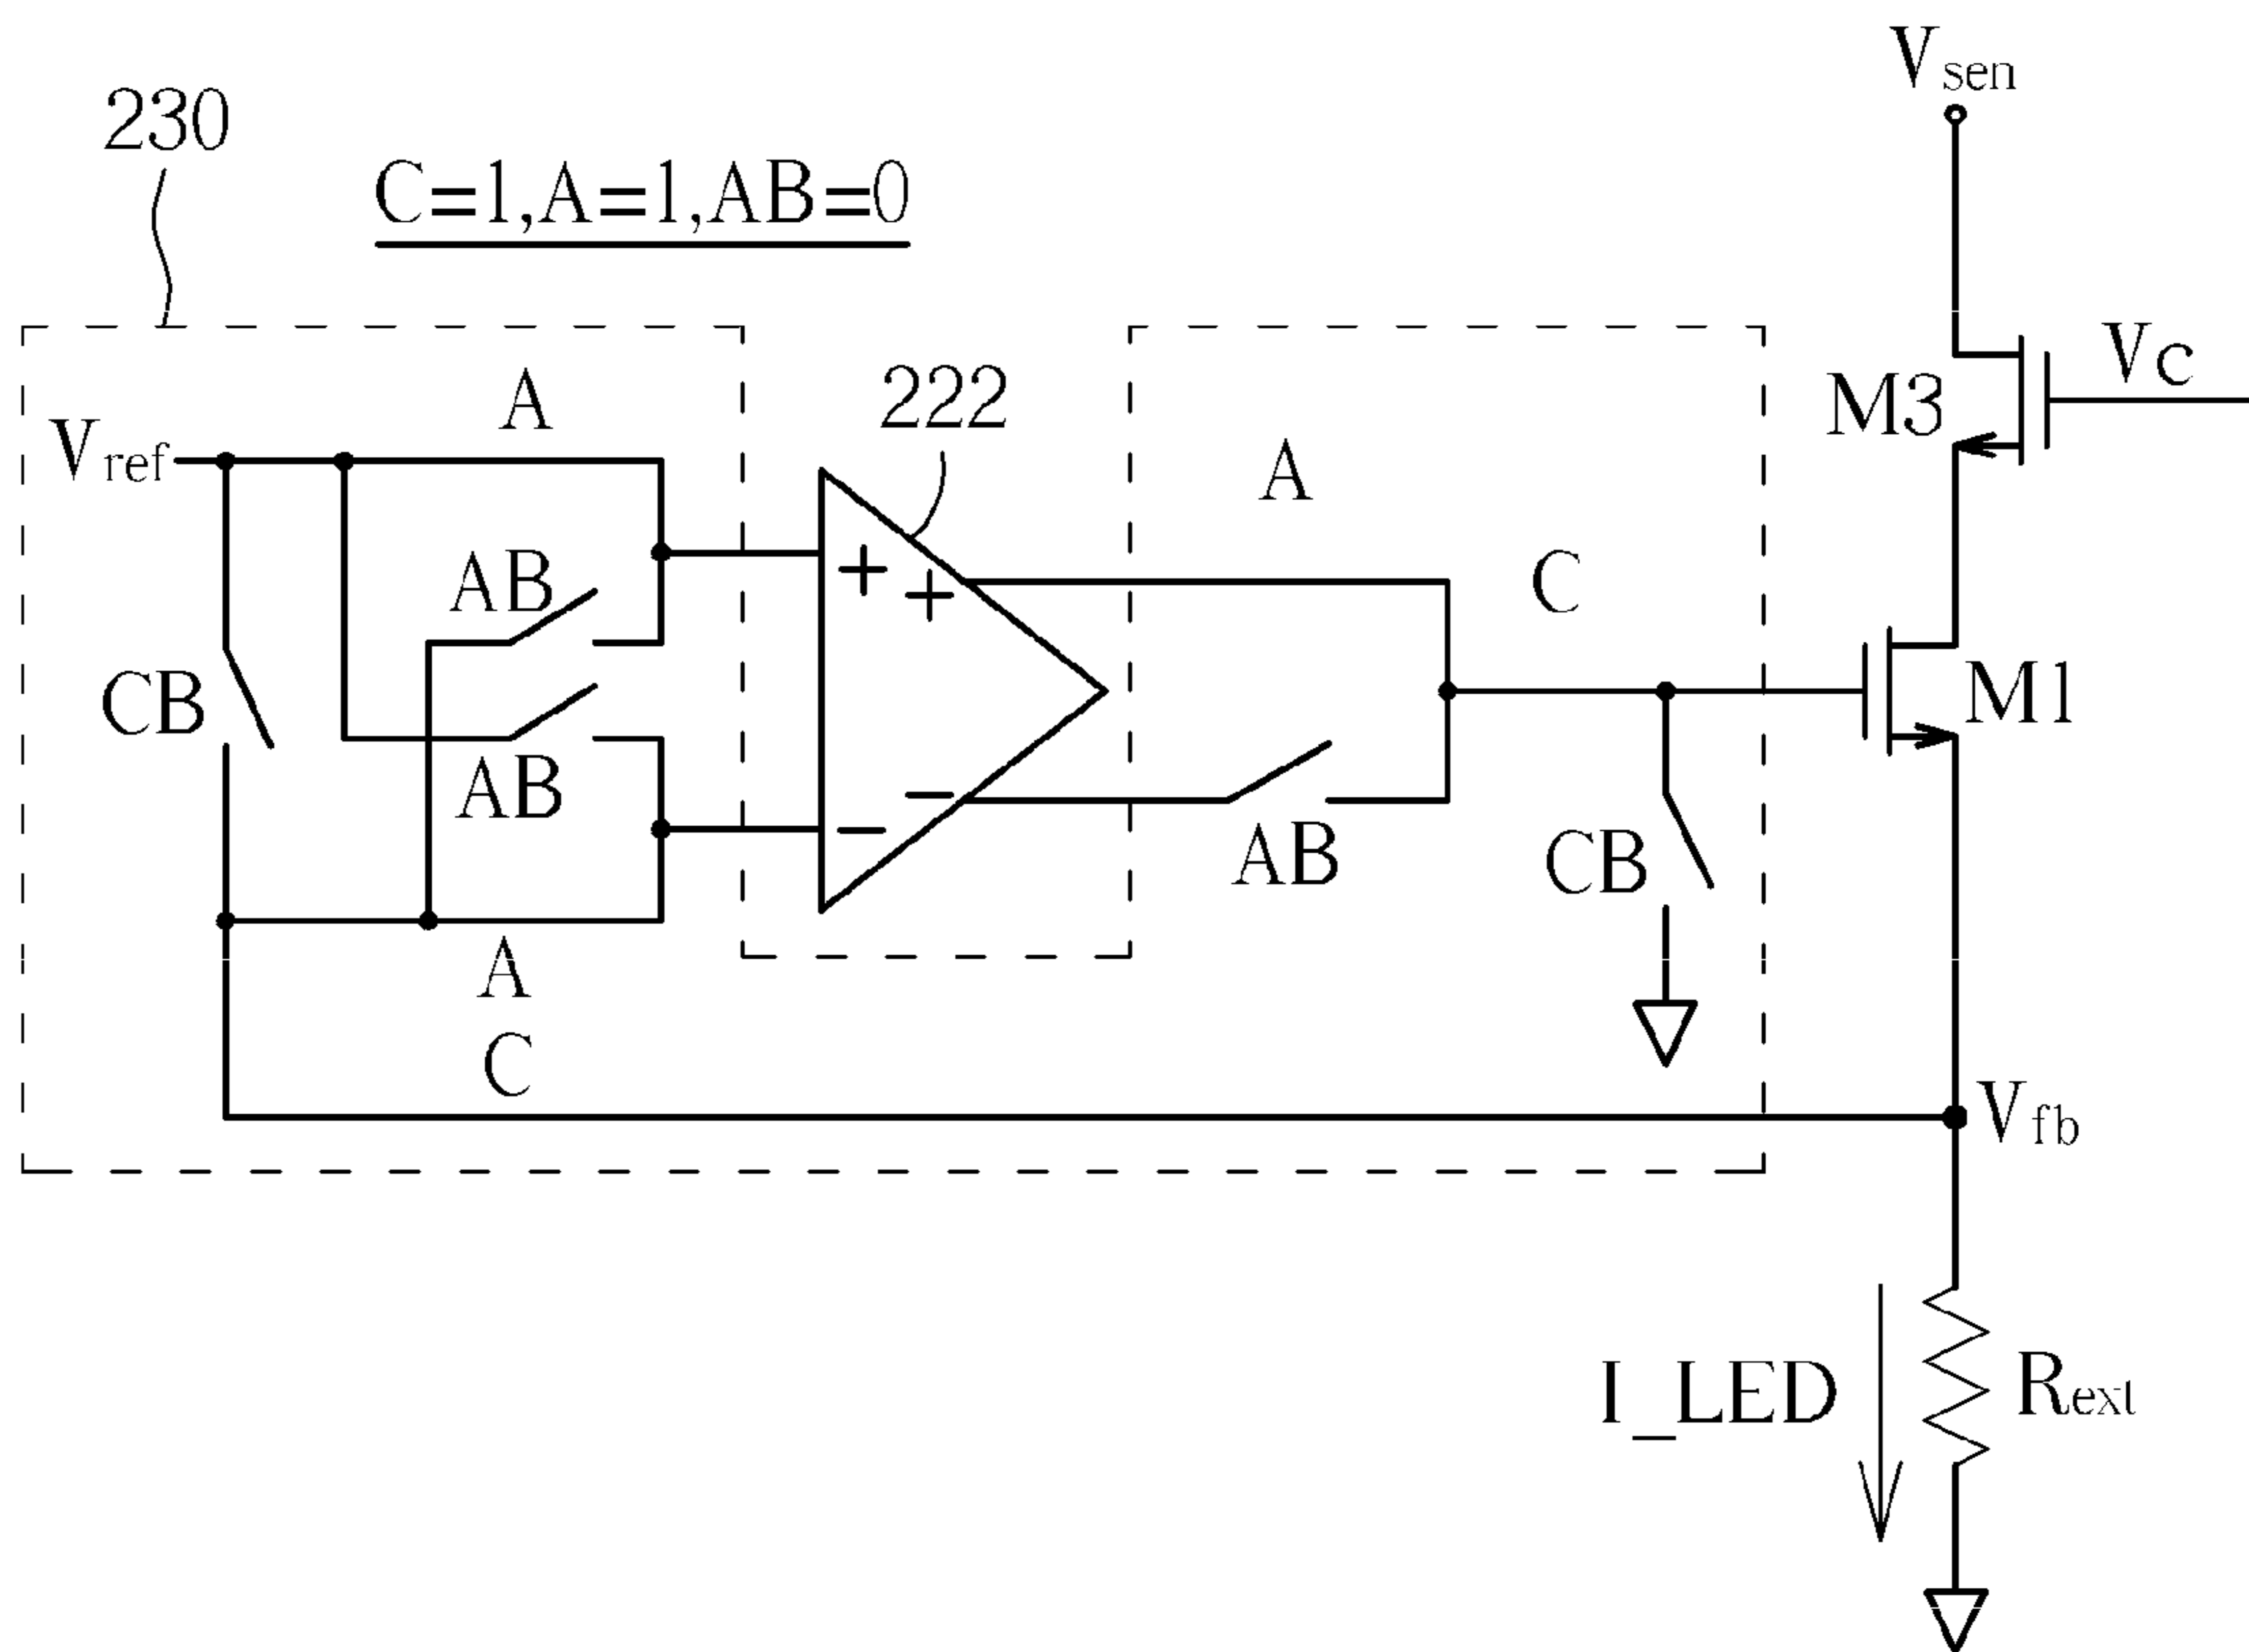 Vsen
230
C=1,A=1,AB=0
VC
M3
A
222
Vref
A
AB
C
+
+
CB
M1
AB
−
−
AB
CB
A
C
Vfb
I_LED
Rext